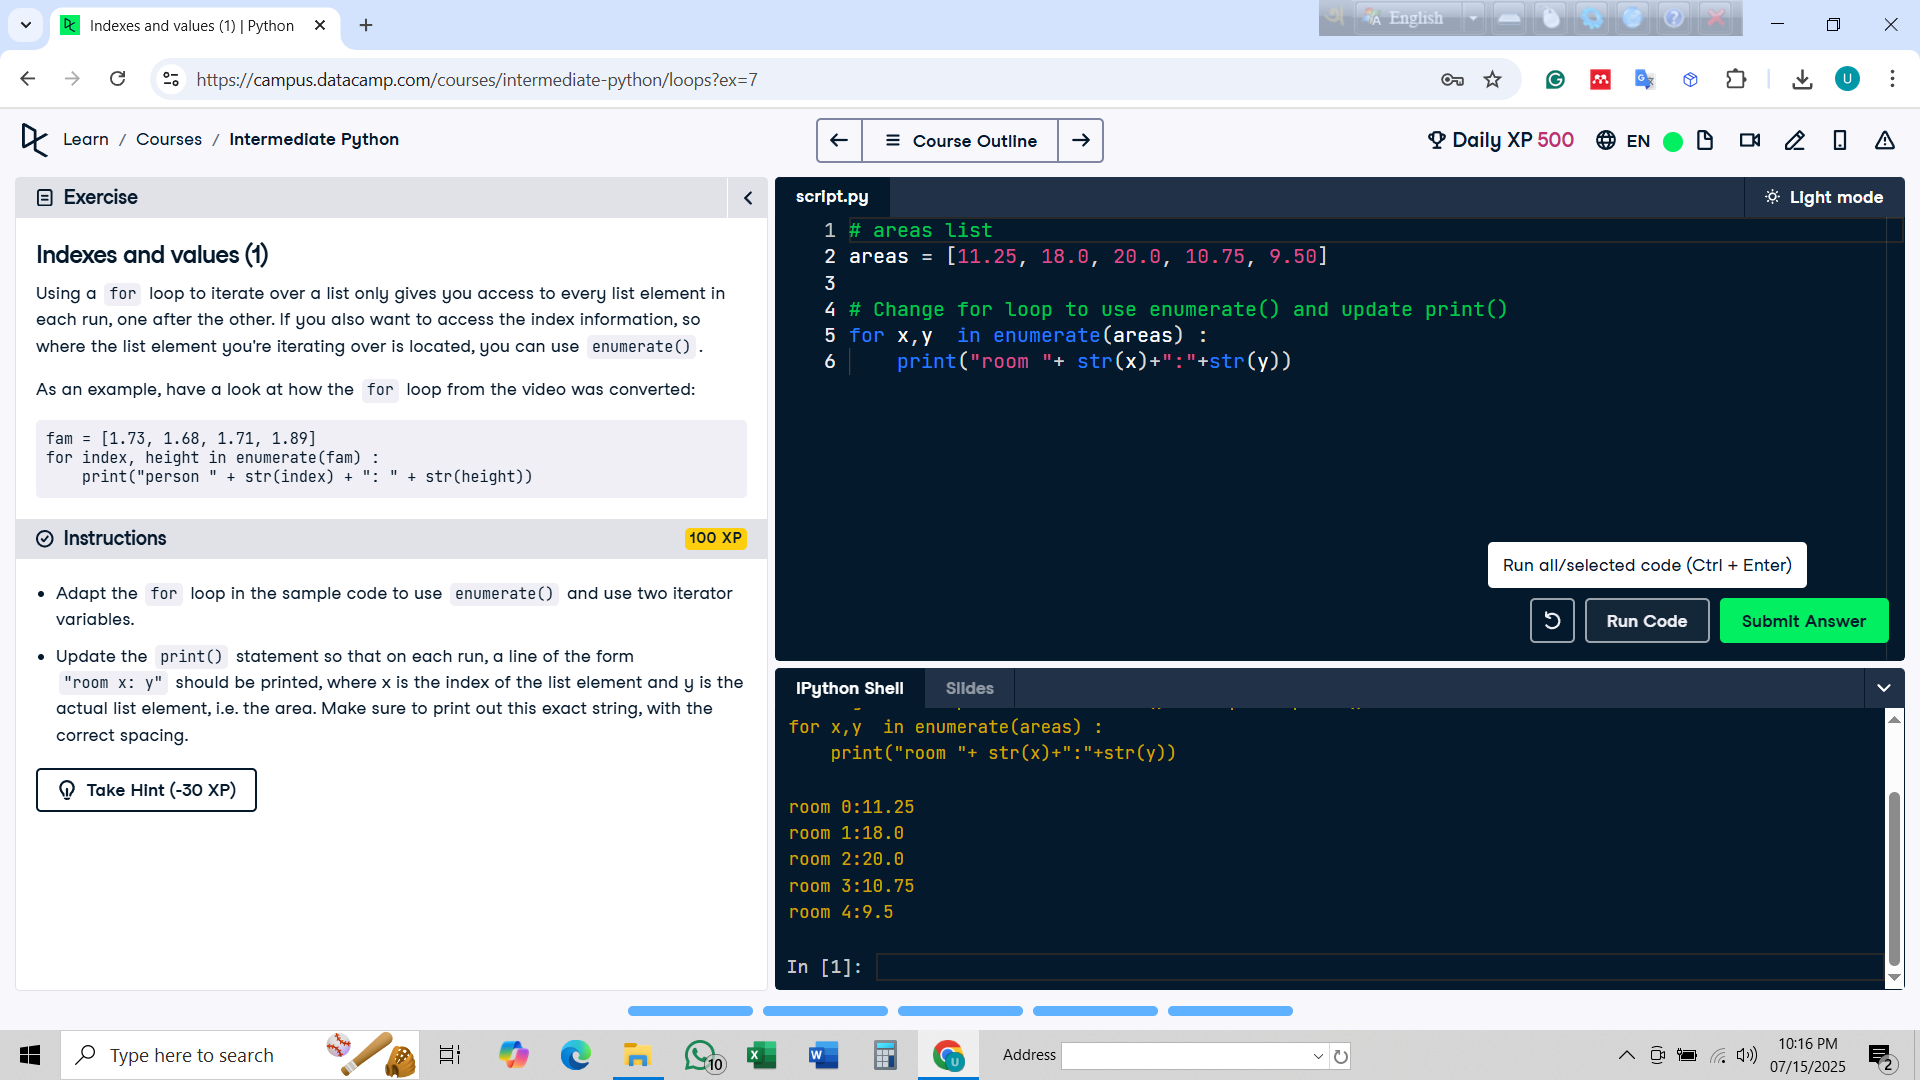 Indexes and values (1) | Python
English
https://campus.datacamp.com/courses/intermediate-python/loops?ex=7
U
Learn / Courses / Intermediate Python
Course Outline
Daily XP 500
EN
Exercise
Indexes and values (1)
Using a for loop to iterate over a list only gives you access to every list element in
each run, one after the other. If you also want to access the index information, so
where the list element you're iterating over is located, you can use enumerate() .
As an example, have a look at how the for loop from the video was converted:
fam = [1.73, 1.68, 1.71, 1.89]
for index, height in enumerate(fam) :
    print("person " + str(index) + ": " + str(height))
Instructions
100 XP
• Adapt the for loop in the sample code to use enumerate() and use two iterator
variables.
• Update the print() statement so that on each run, a line of the form
"room x: y" should be printed, where x is the index of the list element and y is the
actual list element, i.e. the area. Make sure to print out this exact string, with the
correct spacing.
Take Hint (-30 XP)
script.py
Light mode
1 # areas list
2 areas = [11.25, 18.0, 20.0, 10.75, 9.50]
3
4 # Change for loop to use enumerate() and update print()
5 for x,y  in enumerate(areas) :
6     print("room "+ str(x)+":"+str(y))
Run all/selected code (Ctrl + Enter)
Run Code
Submit Answer
IPython Shell
Slides
for x,y  in enumerate(areas) :
    print("room "+ str(x)+":"+str(y))
room 0:11.25
room 1:18.0
room 2:20.0
room 3:10.75
room 4:9.5
In [1]:
Type here to search
10
Address
10:16 PM
07/15/2025
2